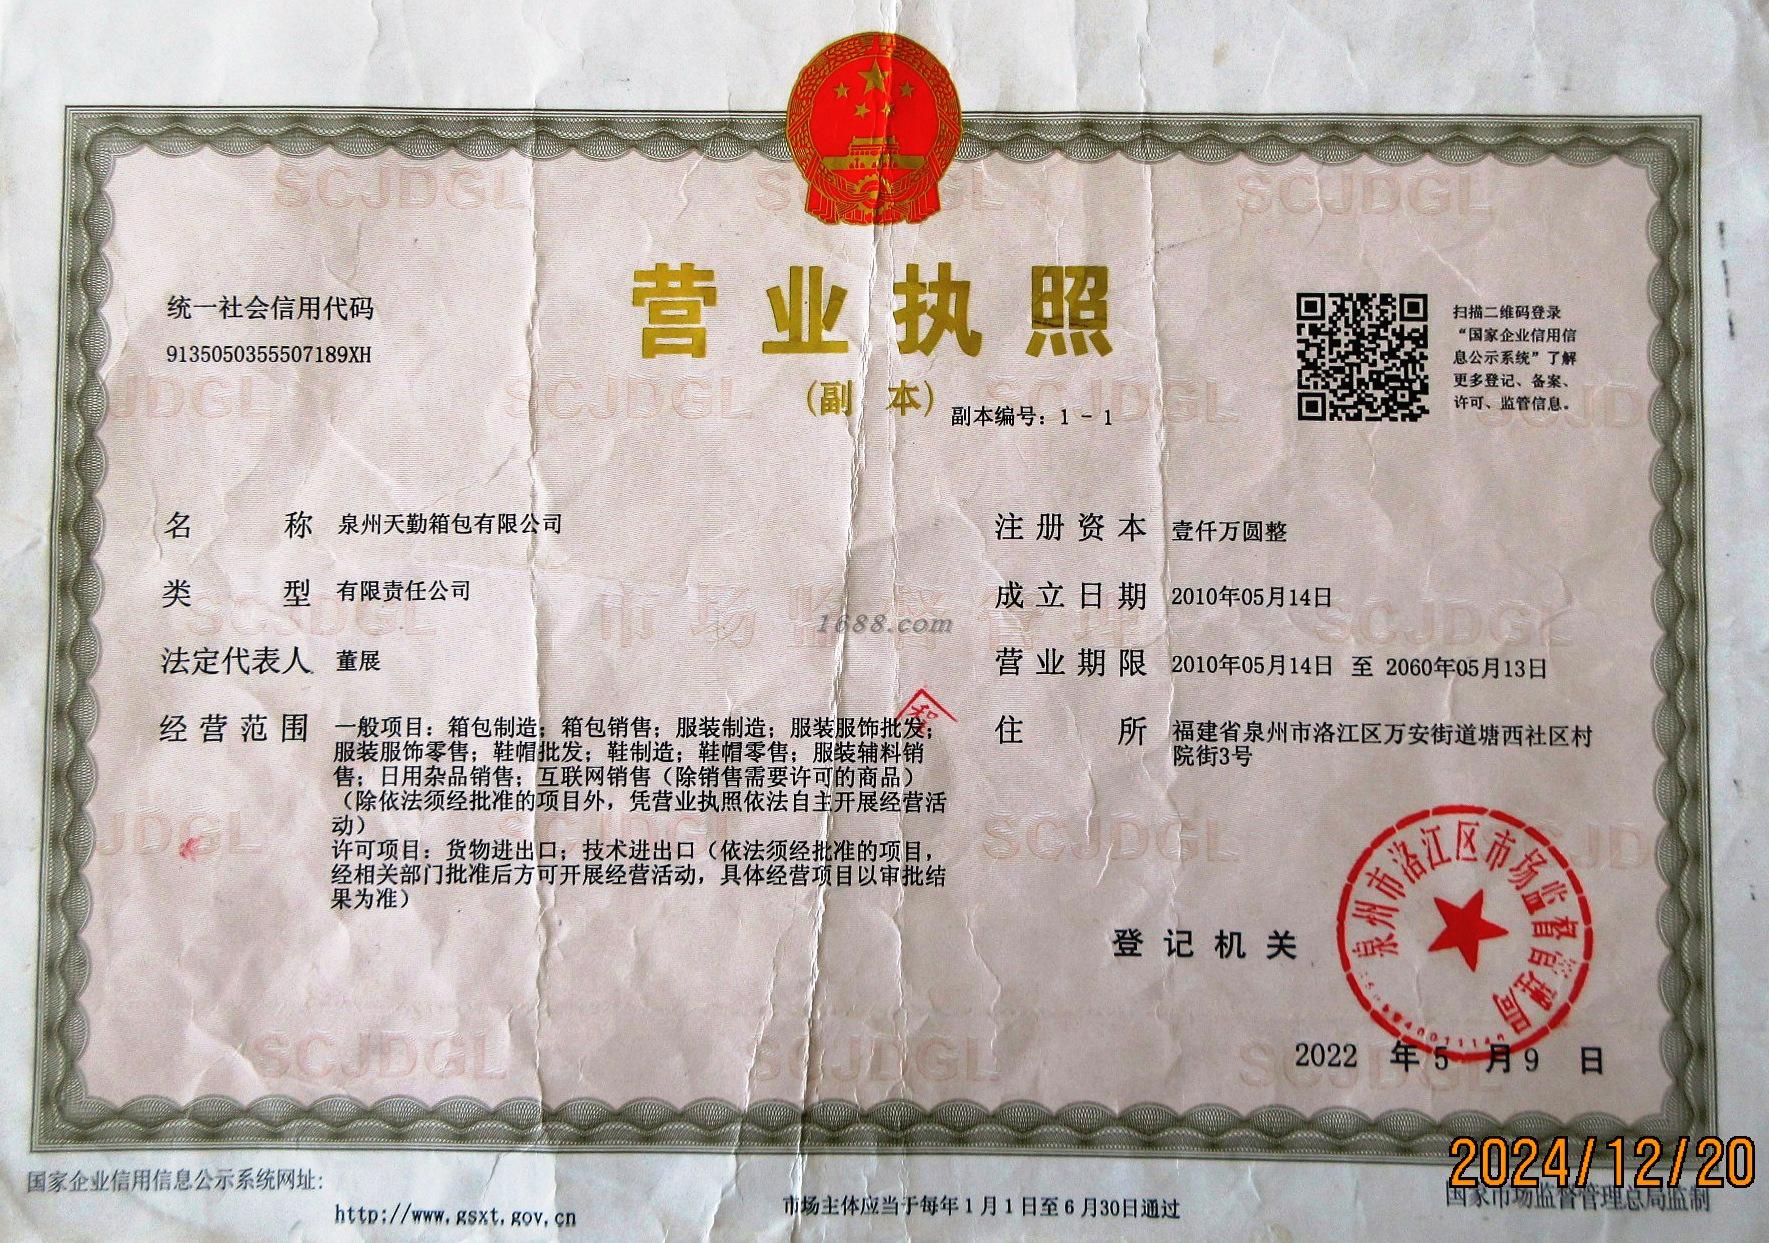 营业执照
（副 本）
副本编号：1 - 1
统一社会信用代码
9135050355507189XH
扫描二维码登录
“国家企业信用信
息公示系统”了解
更多登记、备案、
许可、监管信息。
名 称 泉州天勤箱包有限公司
类 型 有限责任公司
法定代表人 董展
经营范围 一般项目：箱包制造；箱包销售；服装制造；服装服饰批发；
服装服饰零售；鞋帽批发；鞋制造；鞋帽零售；服装辅料销
售；日用杂品销售；互联网销售（除销售需要许可的商品）
（除依法须经批准的项目外，凭营业执照依法自主开展经营活
动）
许可项目：货物进出口；技术进出口（依法须经批准的项目，
经相关部门批准后方可开展经营活动，具体经营项目以审批结
果为准）
注册资本 壹仟万圆整
成立日期 2010年05月14日
营业期限 2010年05月14日 至 2060年05月13日
住 所 福建省泉州市洛江区万安街道塘西社区村
院街3号
1688.com
登记机关
泉州市洛江区市场监督管理局
2022 年 5 月 9 日
2024/12/20
国家企业信用信息公示系统网址：
http://www.gsxt.gov.cn
市场主体应当于每年1月1日至6月30日通过
国家市场监督管理总局监制